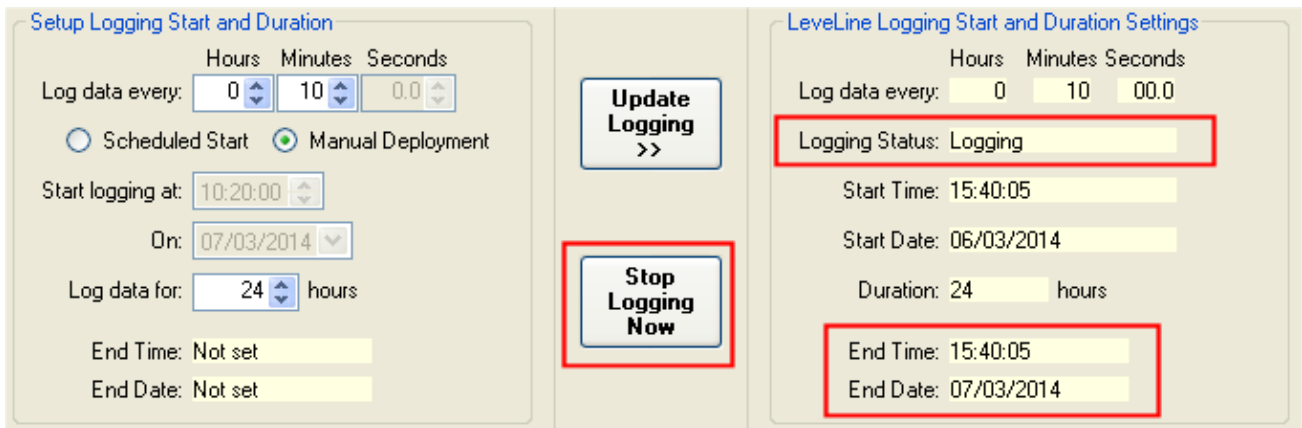 Setup Logging Start and Duration
Hours Minutes Seconds
Log data every: 0 10 0.0
Scheduled Start Manual Deployment
Start logging at: 10:20:00
On: 07/03/2014
Log data for: 24 hours
End Time: Not set
End Date: Not set
Update
Logging
>>
Stop
Logging
Now
LeveLine Logging Start and Duration Settings
Hours Minutes Seconds
Log data every: 0 10 00.0
Logging Status: Logging
Start Time: 15:40:05
Start Date: 06/03/2014
Duration: 24 hours
End Time: 15:40:05
End Date: 07/03/2014